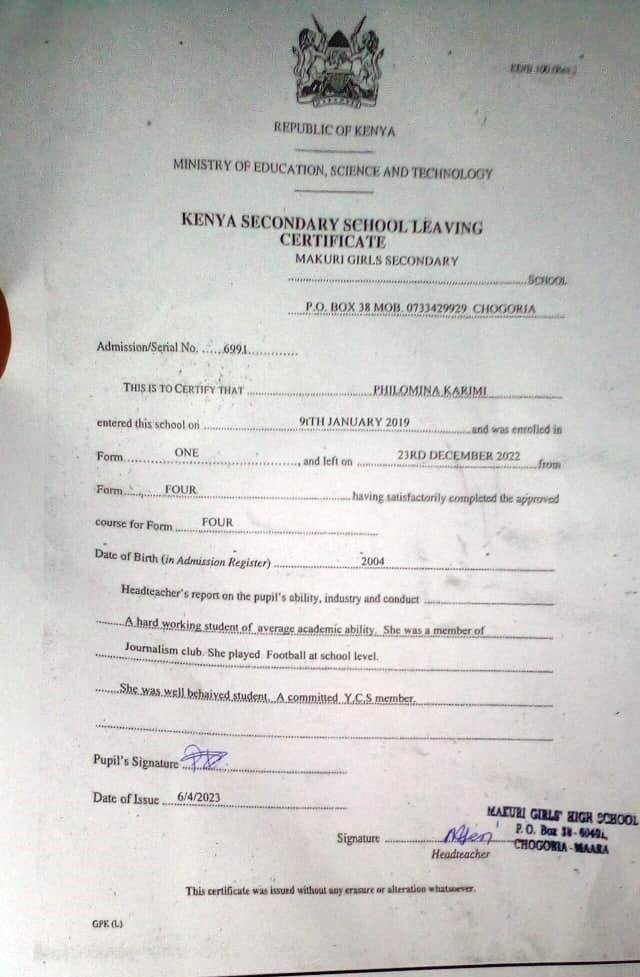 REPUBLIC OF KENYA
MINISTRY OF EDUCATION, SCIENCE AND TECHNOLOGY
KENYA SECONDARY SCHOOL LEAVING
CERTIFICATE
MAKURI GIRLS SECONDARY
SCHOOL
P.O. BOX 38 MOB. 0733429929 CHOGORIA
Admission/Serial No. 6991
THIS IS TO CERTIFY THAT PHILOMINA KARIMI
entered this school on 9TH JANUARY 2019 and was enrolled in
Form ONE, and left on 23RD DECEMBER 2022 from
Form FOUR having satisfactorily completed the approved
course for Form FOUR
Date of Birth (in Admission Register) 2004
Headteacher's report on the pupil's ability, industry and conduct
A hard working student of average academic ability. She was a member of
Journalism club. She played Football at school level.
She was well behaived student. A committed Y.C.S member.
Pupil's Signature
Date of Issue 6/4/2023
MAKURI GIRLS' HIGH SCHOOL
P. O. Box 38 - 60401,
CHOGORIA - MAARA
Signature
Headteacher
This certificate was issued without any erasure or alteration whatsoever.
GPK (L)